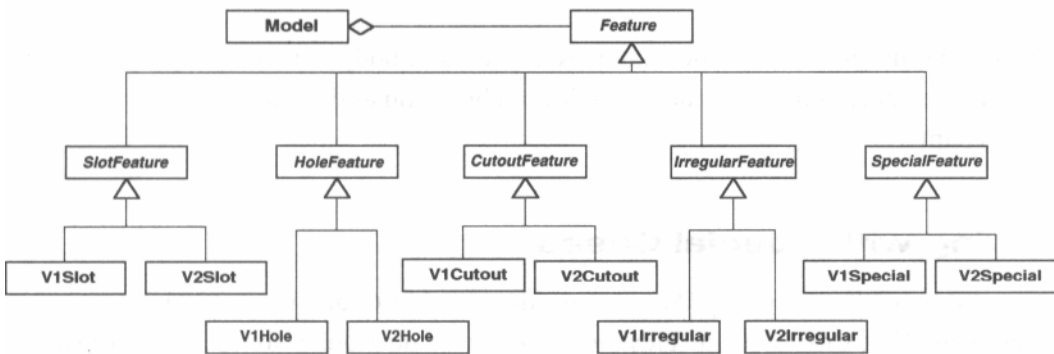 Model
Feature
SlotFeature
HoleFeature
CutoutFeature
IrregularFeature
SpecialFeature
V1Slot
V2Slot
V1Cutout
V2Cutout
V1Special
V2Special
V1Hole
V2Hole
V1Irregular
V2Irregular